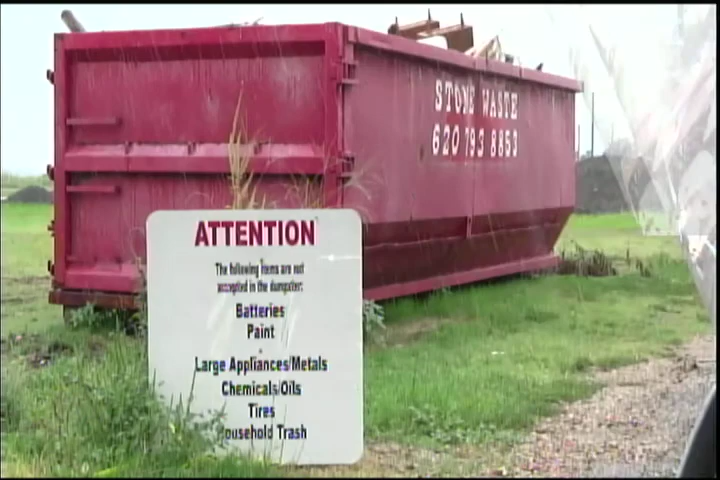 STONE WASTE
620 793 8853
ATTENTION
The following items are not
accepted in the dumpster:
Batteries
Paint
Large Appliances/Metals
Chemicals/Oils
Tires
ousehold Trash